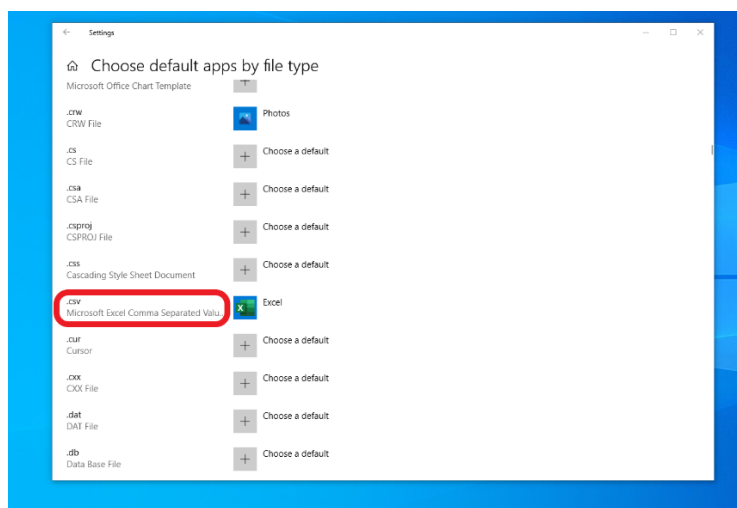 Settings
Choose default apps by file type
Microsoft Office Chart Template
.crw
CRW File
Photos
.cs
CS File
Choose a default
.csa
CSA File
Choose a default
.csproj
CSPROJ File
Choose a default
.css
Cascading Style Sheet Document
Choose a default
.csv
Microsoft Excel Comma Separated Valu...
Excel
.cur
Cursor
Choose a default
.cxx
CXX File
Choose a default
.dat
DAT File
Choose a default
.db
Data Base File
Choose a default